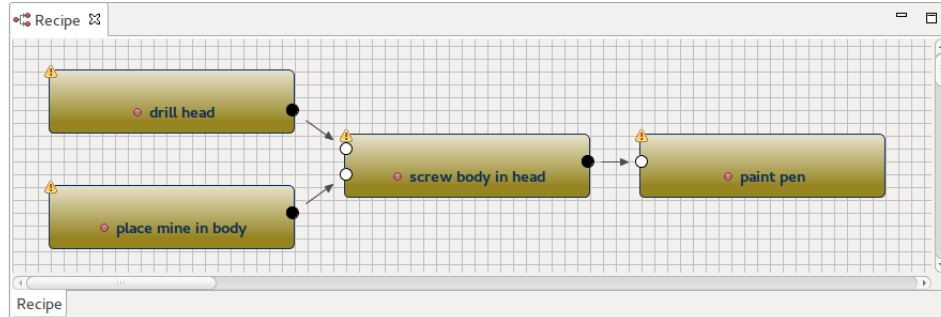 Recipe
drill head
screw body in head
paint pen
place mine in body
Recipe